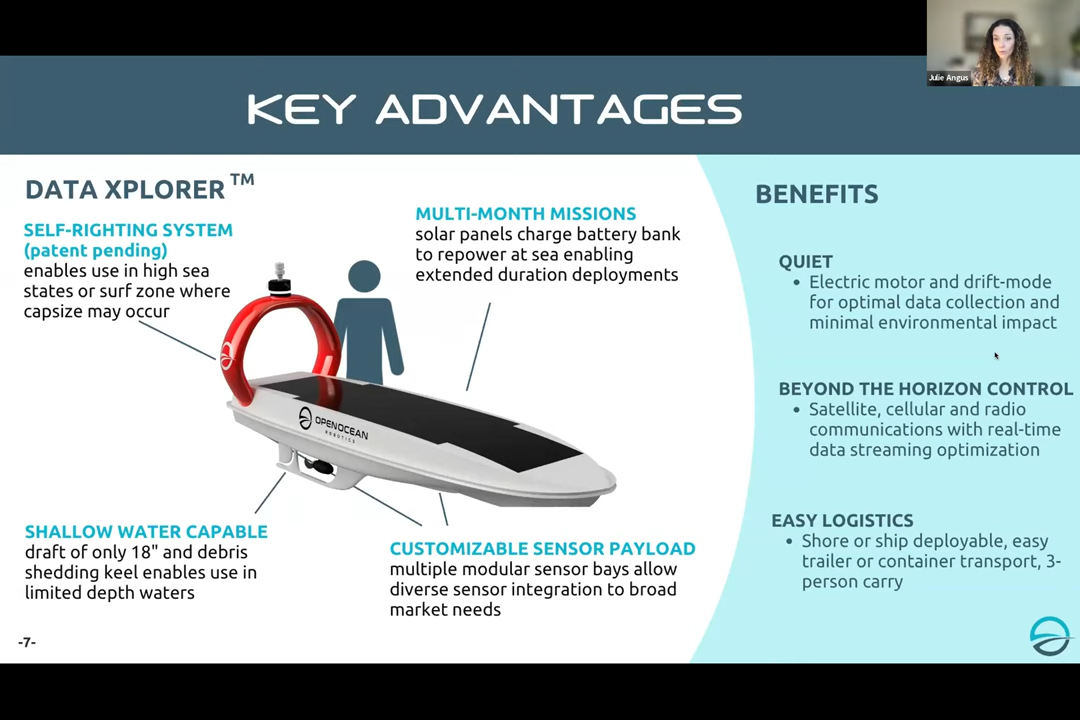 Julie Angus
KEY ADVANTAGES
DATA XPLORER™
SELF-RIGHTING SYSTEM
(patent pending)
enables use in high sea
states or surf zone where
capsize may occur
MULTI-MONTH MISSIONS
solar panels charge battery bank
to repower at sea enabling
extended duration deployments
OPENOCEAN
ROBOTICS
SHALLOW WATER CAPABLE
draft of only 18" and debris
shedding keel enables use in
limited depth waters
CUSTOMIZABLE SENSOR PAYLOAD
multiple modular sensor bays allow
diverse sensor integration to broad
market needs
BENEFITS
QUIET
• Electric motor and drift-mode
for optimal data collection and
minimal environmental impact
BEYOND THE HORIZON CONTROL
• Satellite, cellular and radio
communications with real-time
data streaming optimization
EASY LOGISTICS
• Shore or ship deployable, easy
trailer or container transport, 3-
person carry
-7-